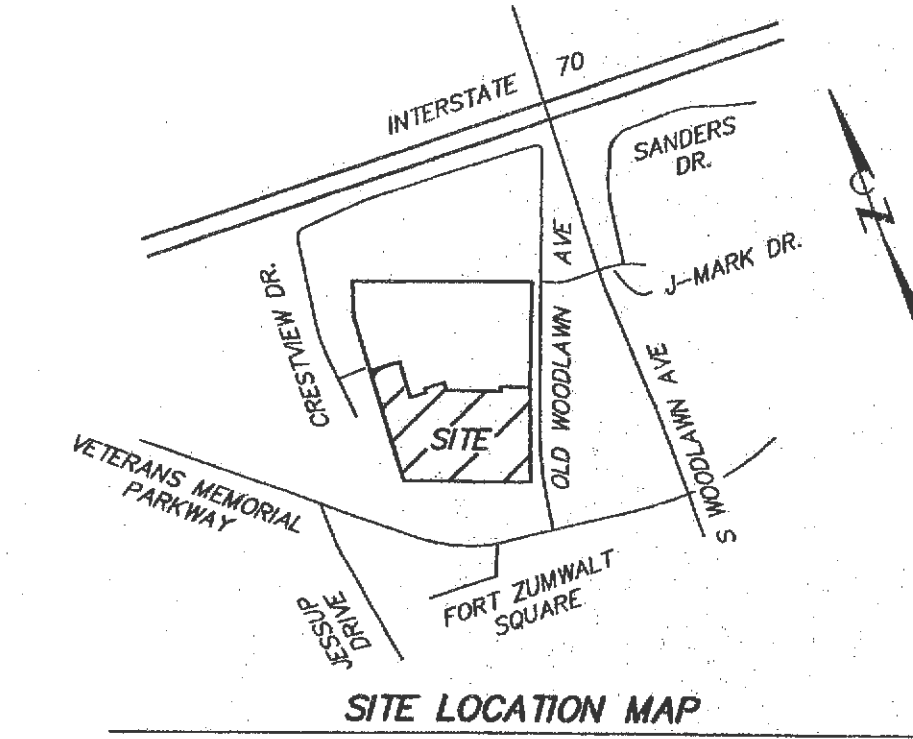 INTERSTATE 70
SANDERS
DR.
N
CRESTVIEW DR.
OLD WOODLAWN AVE
J-MARK DR.
S WOODLAWN AVE
SITE
VETERANS MEMORIAL
PARKWAY
JESSUP
DRIVE
FORT ZUMWALT
SQUARE
SITE LOCATION MAP